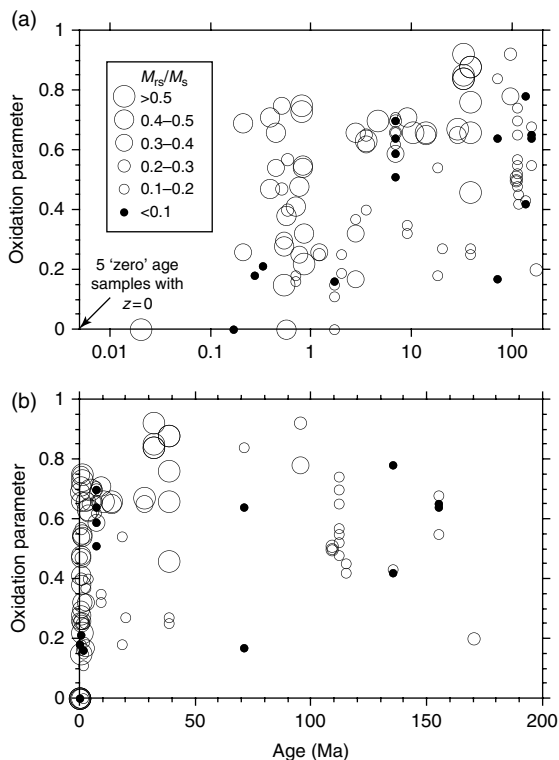 (a)
1
0.8
0.6
0.4
0.2
0
Oxidation parameter
Mrs/Ms
>0.5
0.4–0.5
0.3–0.4
0.2–0.3
0.1–0.2
<0.1
5 ‘zero’ age
samples with
z=0
0.01 0.1 1 10 100
(b)
1
0.8
0.6
0.4
0.2
0
Oxidation parameter
0 50 100 150 200
Age (Ma)